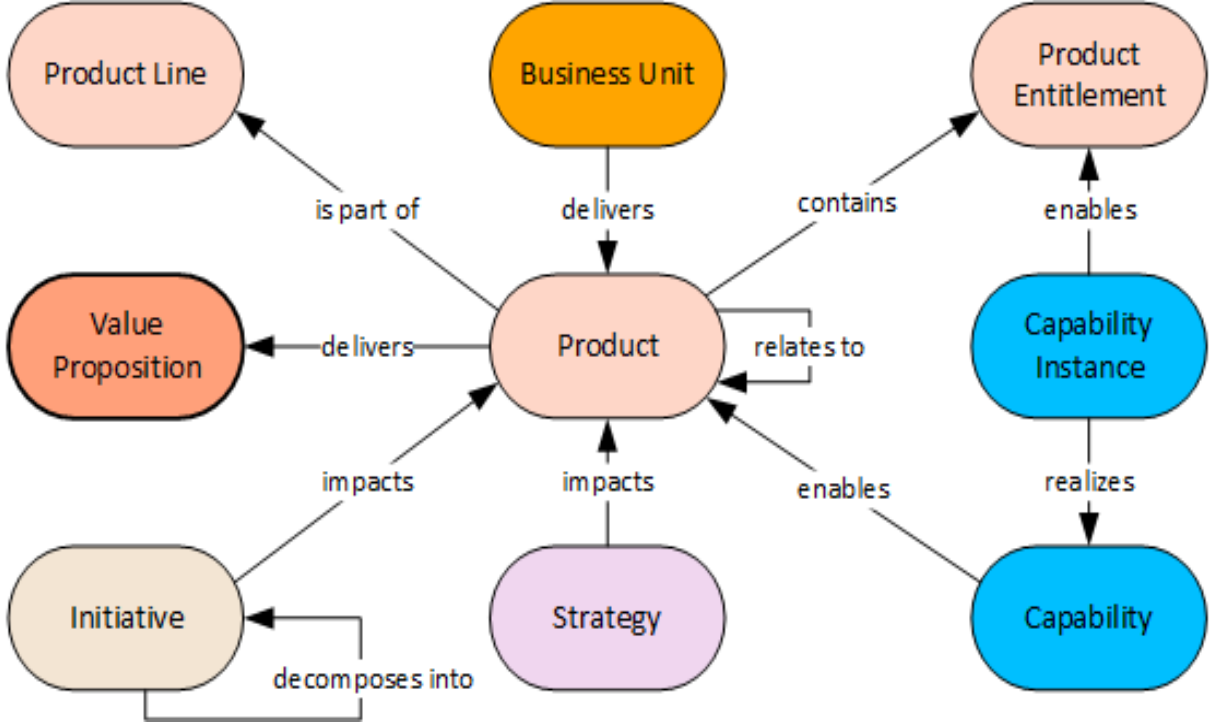 Product Line
Business Unit
Product
Entitlement
is part of
delivers
contains
enables
Value
Proposition
delivers
Product
relates to
Capability
Instance
impacts
impacts
enables
realizes
Initiative
Strategy
Capability
decomposes into